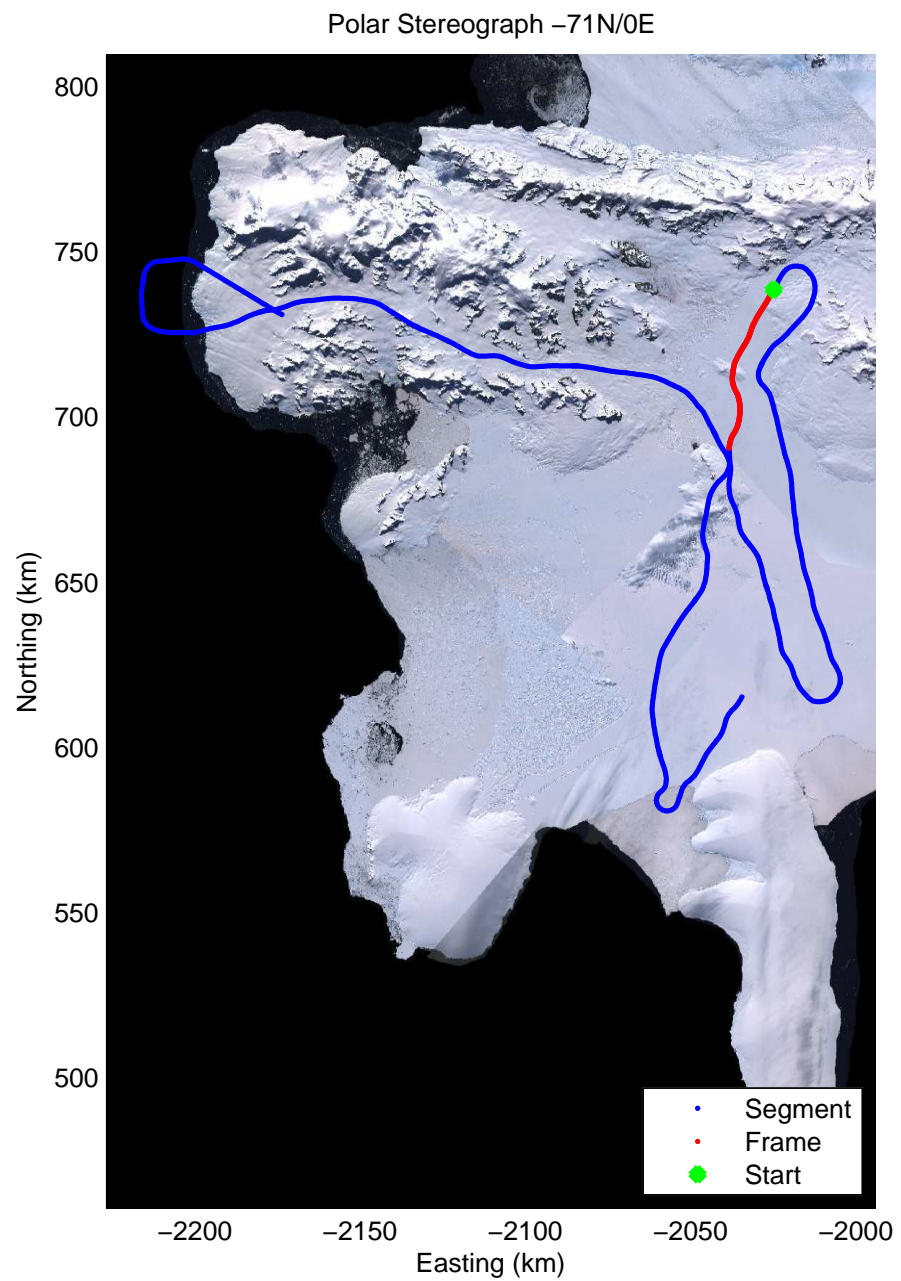 Polar Stereograph −71N/0E
800
750
700
650
600
550
500
Northing (km)
−2200 −2150 −2100 −2050 −2000
Easting (km)
Segment
Frame
Start